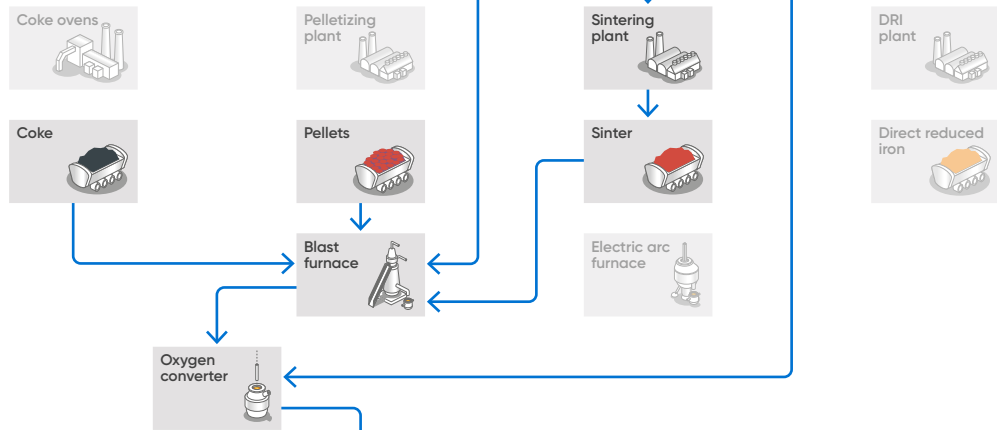 Coke ovens
Pelletizing
plant
Sintering
plant
DRI
plant
Coke
Pellets
Sinter
Direct reduced
iron
Blast
furnace
Electric arc
furnace
Oxygen
converter